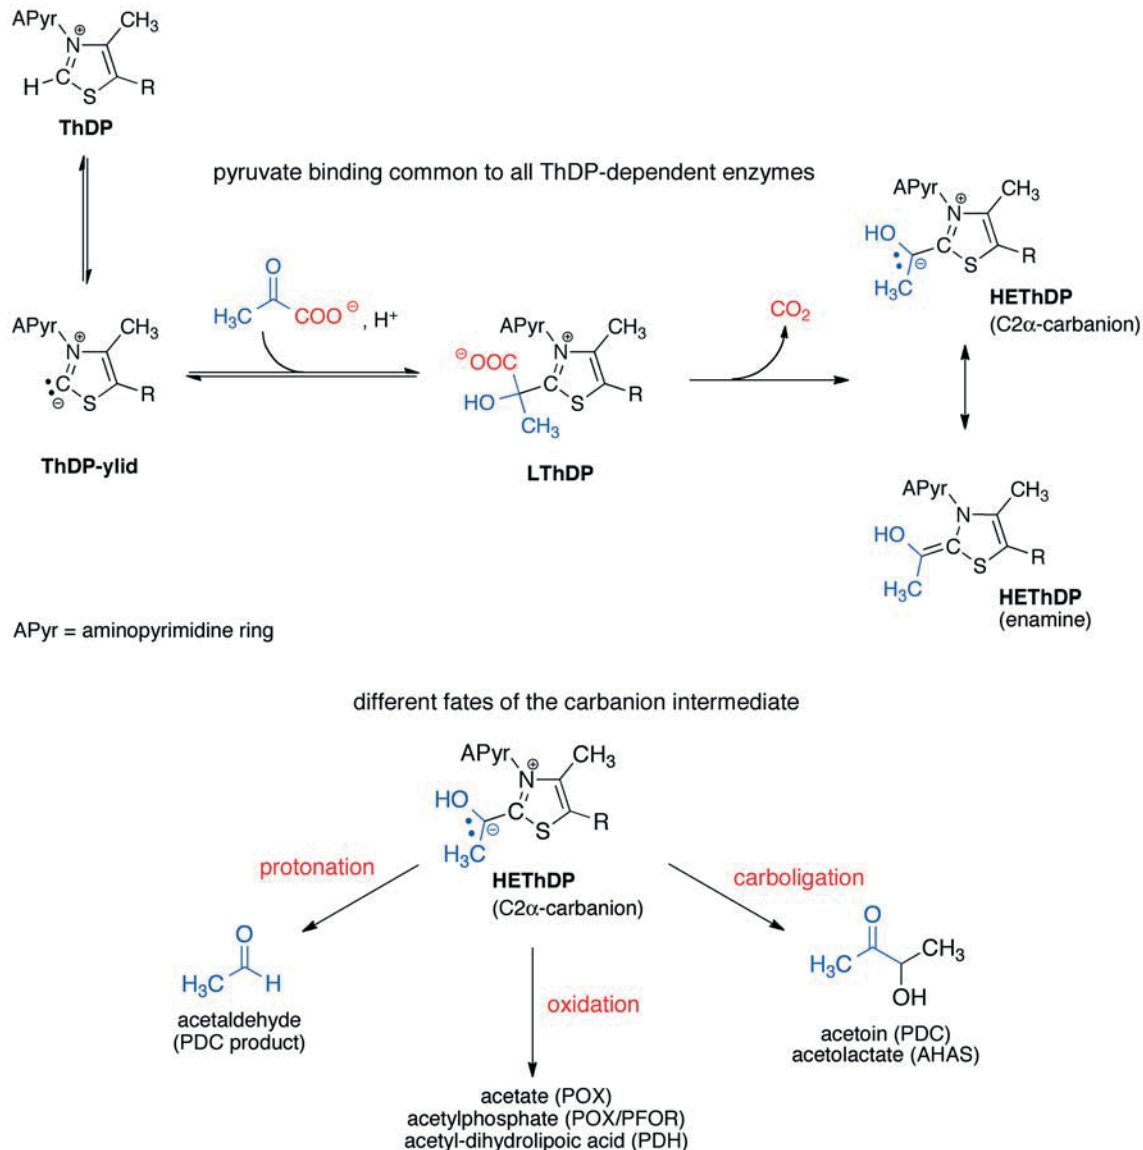 APyr
⊕
CH₃
N
H
C
S
R
ThDP
pyruvate binding common to all ThDP-dependent enzymes
APyr
⊕
CH₃
N
HO
C
⊖
R
H₃C
S
HETh​DP
(C2α-carbanion)
O
H₃C
COO⊖, H⁺
CO₂
APyr
⊕
CH₃
N
C
⊖
S
R
ThDP-ylid
APyr
⊕
CH₃
⊖OOC
N
C
HO
S
R
CH₃
LThDP
APyr
CH₃
N
HO
C
S
R
H₃C
HEThDP
(enamine)
APyr = aminopyrimidine ring
different fates of the carbanion intermediate
APyr
⊕
CH₃
N
HO
C
⊖
S
R
H₃C
HEThDP
(C2α-carbanion)
protonation
carboligation
O
H₃C
H
acetaldehyde
(PDC product)
oxidation
O
CH₃
H₃C
OH
acetoin (PDC)
acetolactate (AHAS)
acetate (POX)
acetylphosphate (POX/PFOR)
acetyl-dihydrolipoic acid (PDH)